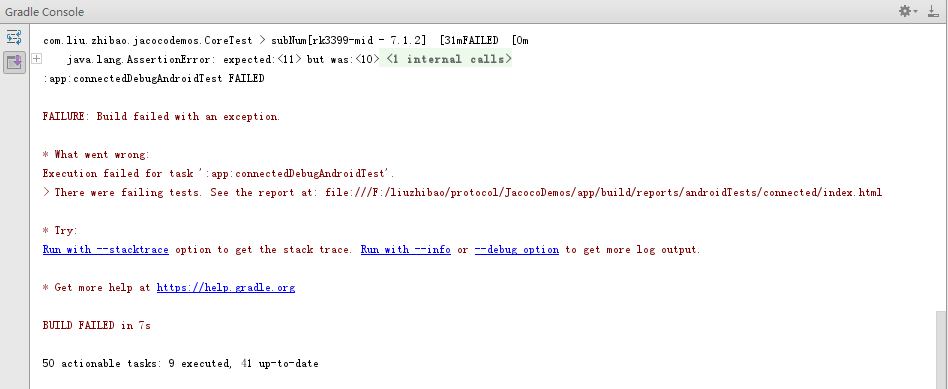 Gradle Console
com.liu.zhibao.jacocodemos.CoreTest > subNum[rk3399-mid - 7.1.2]  [31mFAILED  [0m
java.lang.AssertionError: expected:<11> but was:<10> <1 internal calls>
:app:connectedDebugAndroidTest FAILED
FAILURE: Build failed with an exception.
* What went wrong:
Execution failed for task ':app:connectedDebugAndroidTest'.
> There were failing tests. See the report at: file:///F:/liuzhibao/protocol/JacocoDemos/app/build/reports/androidTests/connected/index.html
* Try:
Run with --stacktrace option to get the stack trace. Run with --info or --debug option to get more log output.
* Get more help at https://help.gradle.org
BUILD FAILED in 7s
50 actionable tasks: 9 executed, 41 up-to-date